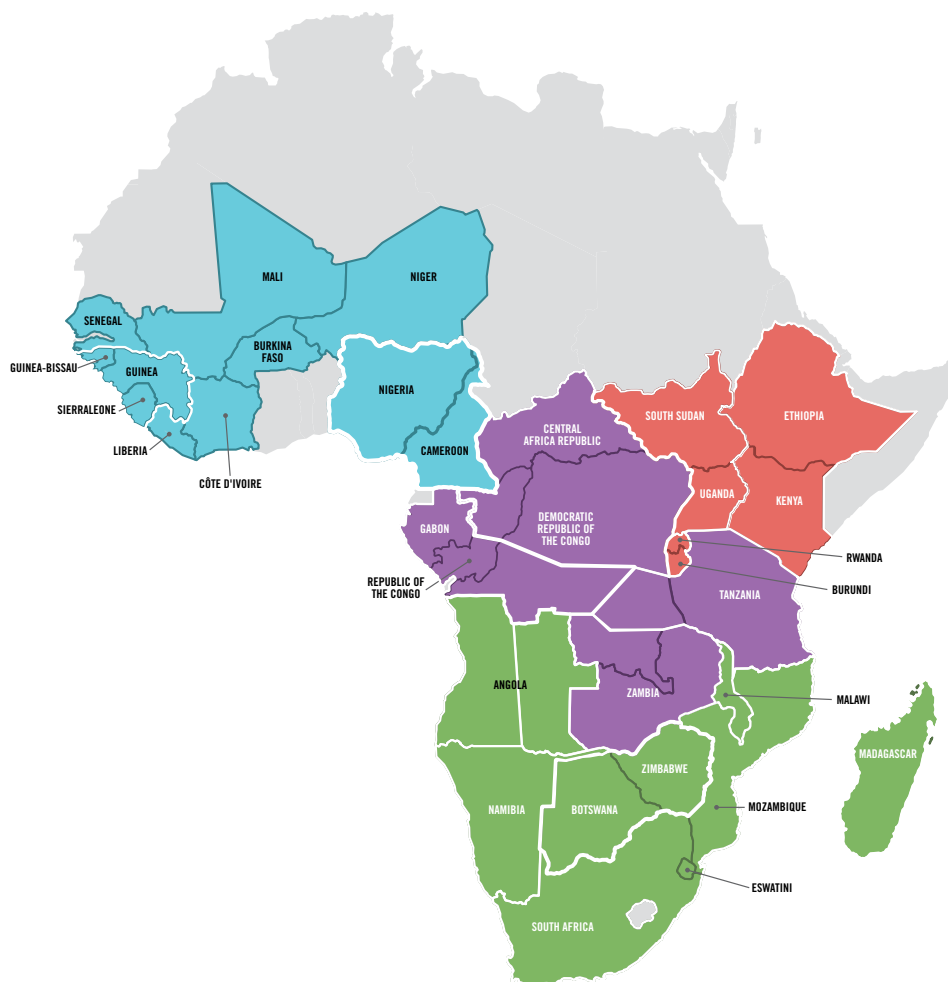 MALI
NIGER
SENEGAL
BURKINA
FASO
GUINEA-BISSAU
GUINEA
NIGERIA
SIERRALEONE
SOUTH SUDAN
ETHIOPIA
CENTRAL
AFRICA REPUBLIC
LIBERIA
CAMEROON
CÔTE D'IVOIRE
UGANDA
KENYA
GABON
DEMOCRATIC
REPUBLIC OF
THE CONGO
RWANDA
REPUBLIC OF
THE CONGO
BURUNDI
TANZANIA
ANGOLA
ZAMBIA
MALAWI
MADAGASCAR
ZIMBABWE
NAMIBIA
BOTSWANA
MOZAMBIQUE
ESWATINI
SOUTH AFRICA